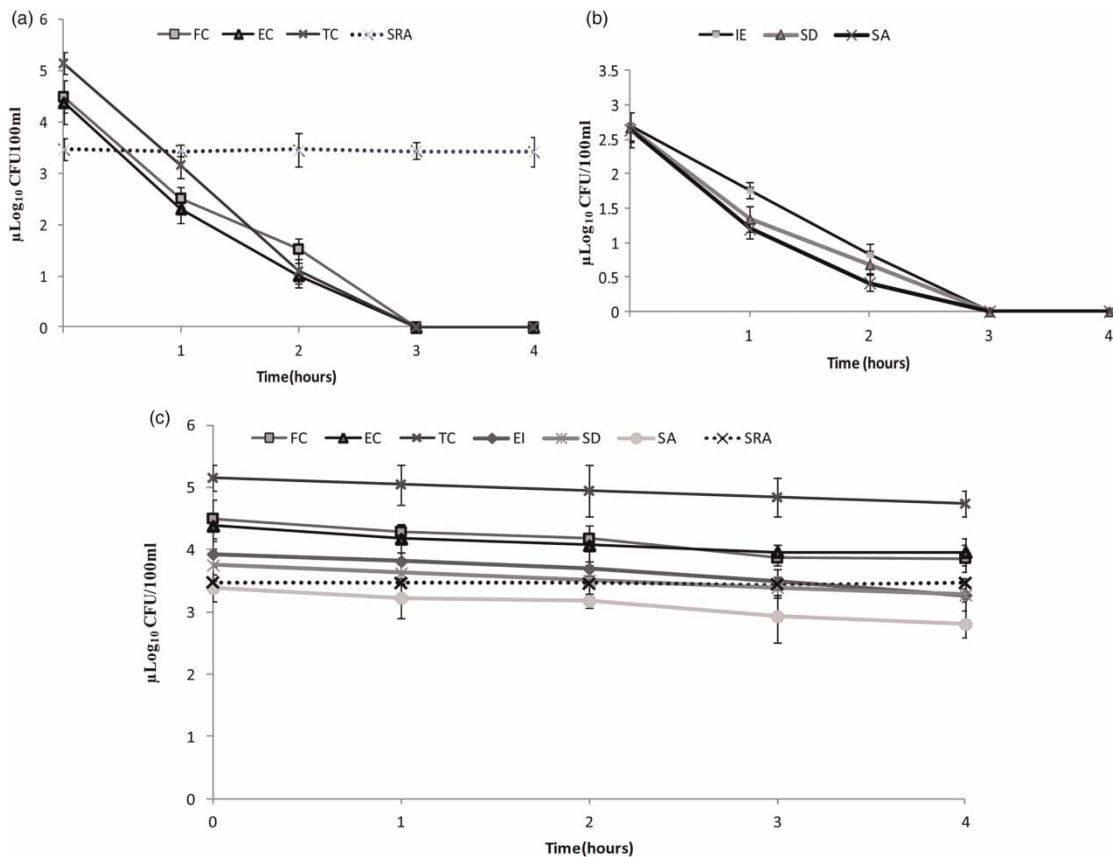 (a)
FC EC TC SRA
µLog10 CFU100ml
6
5
4
3
2
1
0
1 2 3 4
Time(hours)
(b)
IE SD SA
µLog10 CFU/100ml
3.5
3
2.5
2
1.5
1
0.5
0
1 2 3 4
Time(hours)
(c)
FC EC TC EI SD SA SRA
µLog10 CFU/100ml
6
5
4
3
2
1
0
0 1 2 3 4
Time(hours)